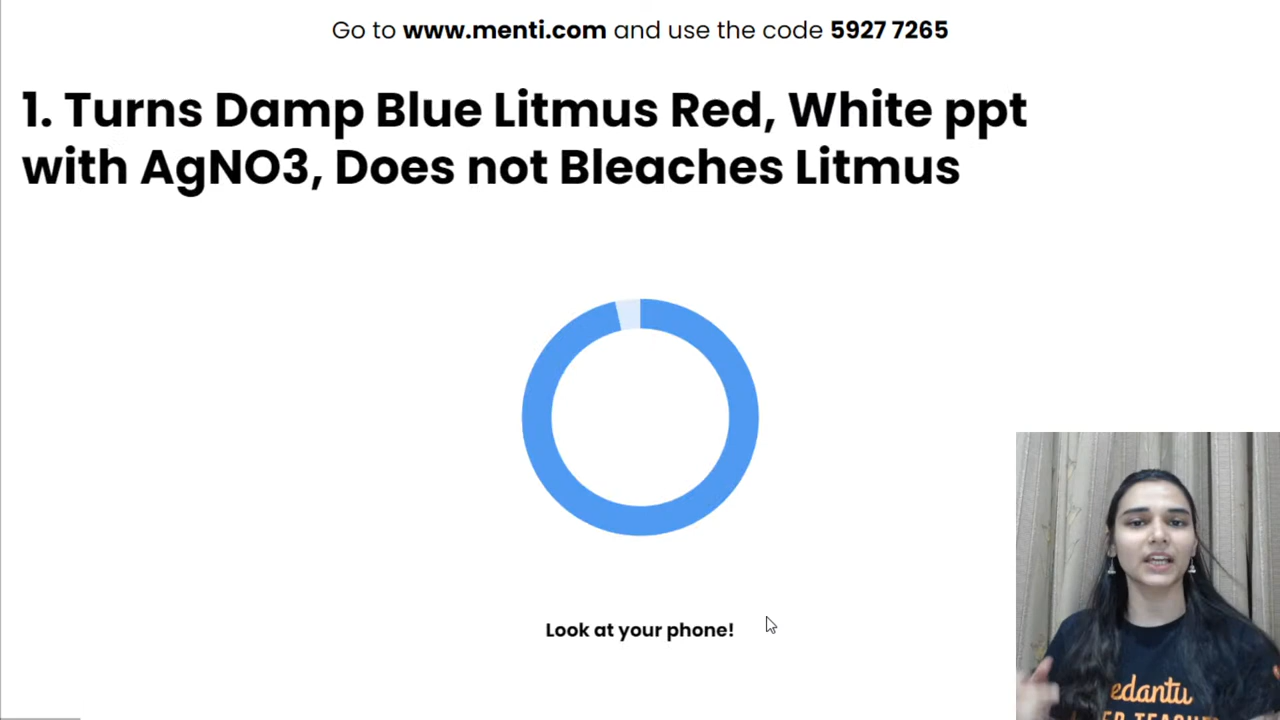 Go to www.menti.com and use the code 5927 7265
1. Turns Damp Blue Litmus Red, White ppt
with AgNO3, Does not Bleaches Litmus
Look at your phone!
edantu